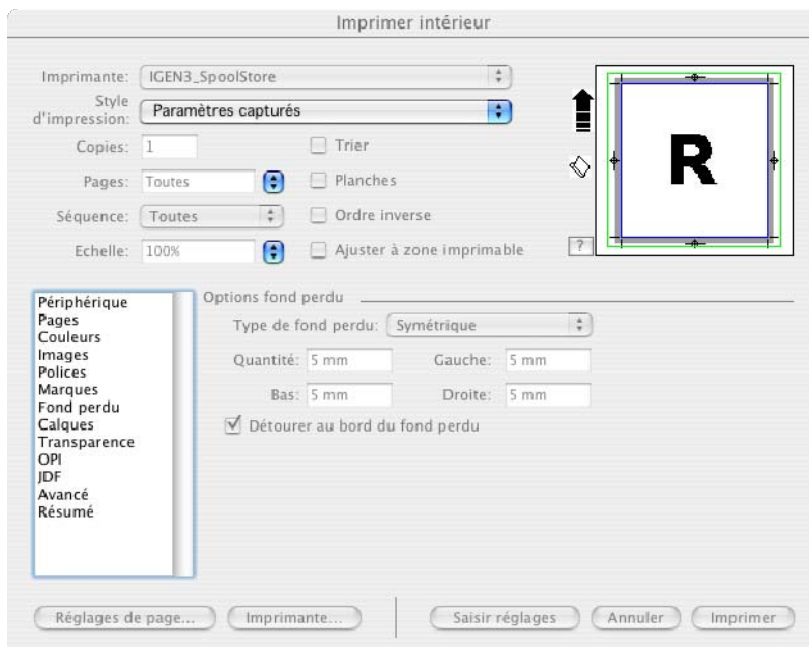 Imprimer intérieur
Imprimante: IGEN3_SpoolStore
Style d'impression: Paramètres capturés
Copies: 1 Trier
Pages: Toutes Planches
Séquence: Toutes Ordre inverse
Echelle: 100% Ajuster à zone imprimable
R
?
Périphérique
Pages
Couleurs
Images
Polices
Marques
Fond perdu
Calques
Transparence
OPI
JDF
Avancé
Résumé
Options fond perdu
Type de fond perdu: Symétrique
Quantité: 5 mm Gauche: 5 mm
Bas: 5 mm Droite: 5 mm
Détourer au bord du fond perdu
Réglages de page... Imprimante... Saisir réglages Annuler Imprimer